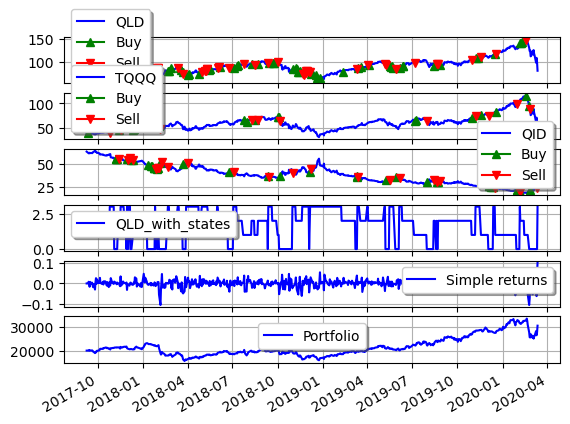 QLD
Buy
Sell
150
100
TQQQ
Buy
Sell
100
50
QID
Buy
Sell
50
25
QLD_with_states
2.5
0.0
Simple returns
0.1
0.0
−0.1
Portfolio
30000
20000
2017-10
2018-01
2018-04
2018-07
2018-10
2019-01
2019-04
2019-07
2019-10
2020-01
2020-04